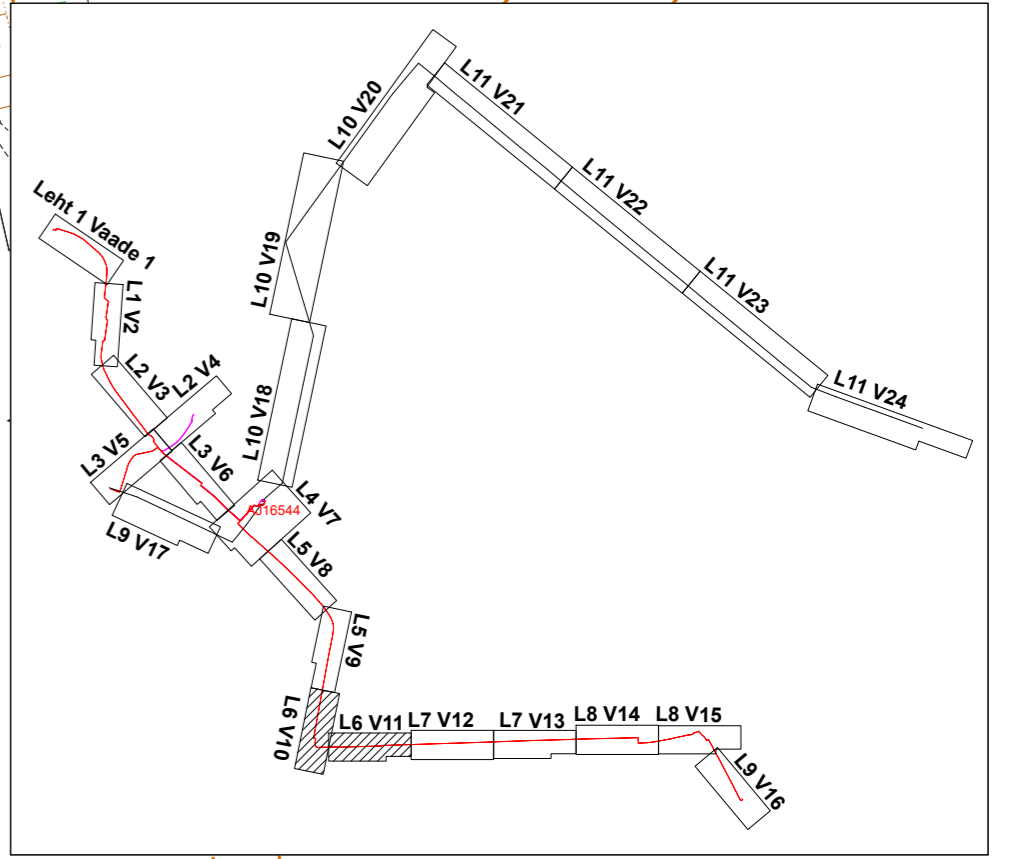 Leht 1 Vaade 1
L1 V2
L2 V3
L2 V4
L3 V5
L3 V6
L4 V7
AJ16544
L5 V8
L5 V9
L6 V10
L6 V11
L7 V12
L7 V13
L8 V14
L8 V15
L9 V16
L9 V17
L10 V18
L10 V19
L10 V20
L11 V21
L11 V22
L11 V23
L11 V24